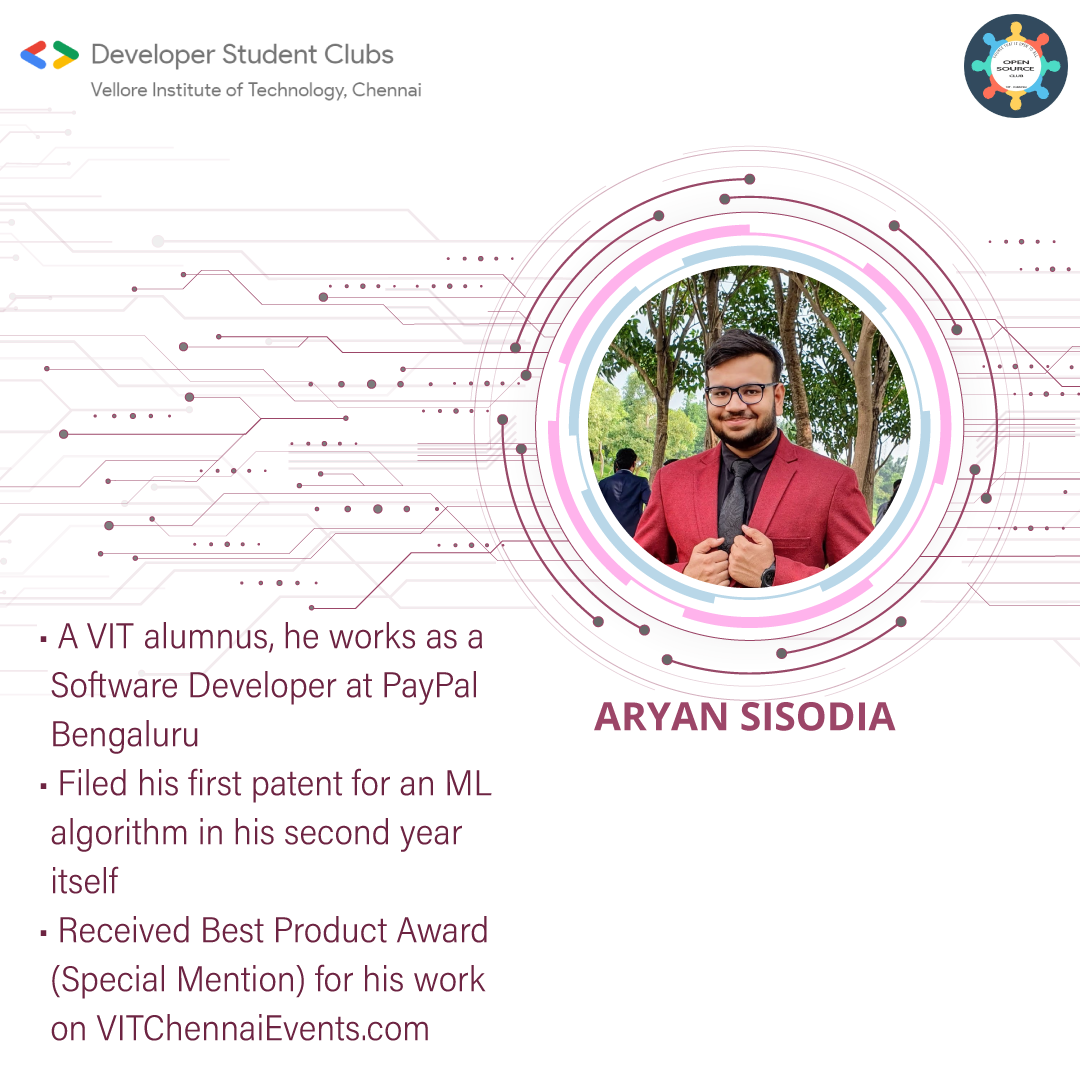 Developer Student Clubs
Vellore Institute of Technology, Chennai
OPEN
SOURCE
CLUB
▪ A VIT alumnus, he works as a
Software Developer at PayPal
Bengaluru
▪ Filed his first patent for an ML
algorithm in his second year
itself
▪ Received Best Product Award
(Special Mention) for his work
on VITChennaiEvents.com
ARYAN SISODIA